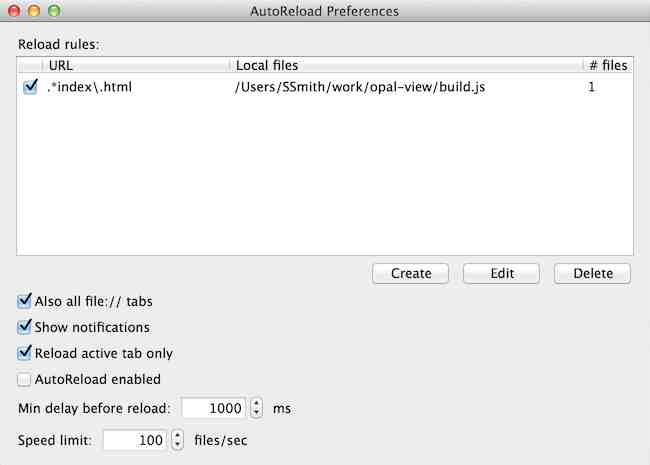 AutoReload Preferences
Reload rules:
URL Local files # files
.*index\.html /Users/SSmith/work/opal-view/build.js 1
Create Edit Delete
Also all file:// tabs
Show notifications
Reload active tab only
AutoReload enabled
Min delay before reload: 1000 ms
Speed limit: 100 files/sec